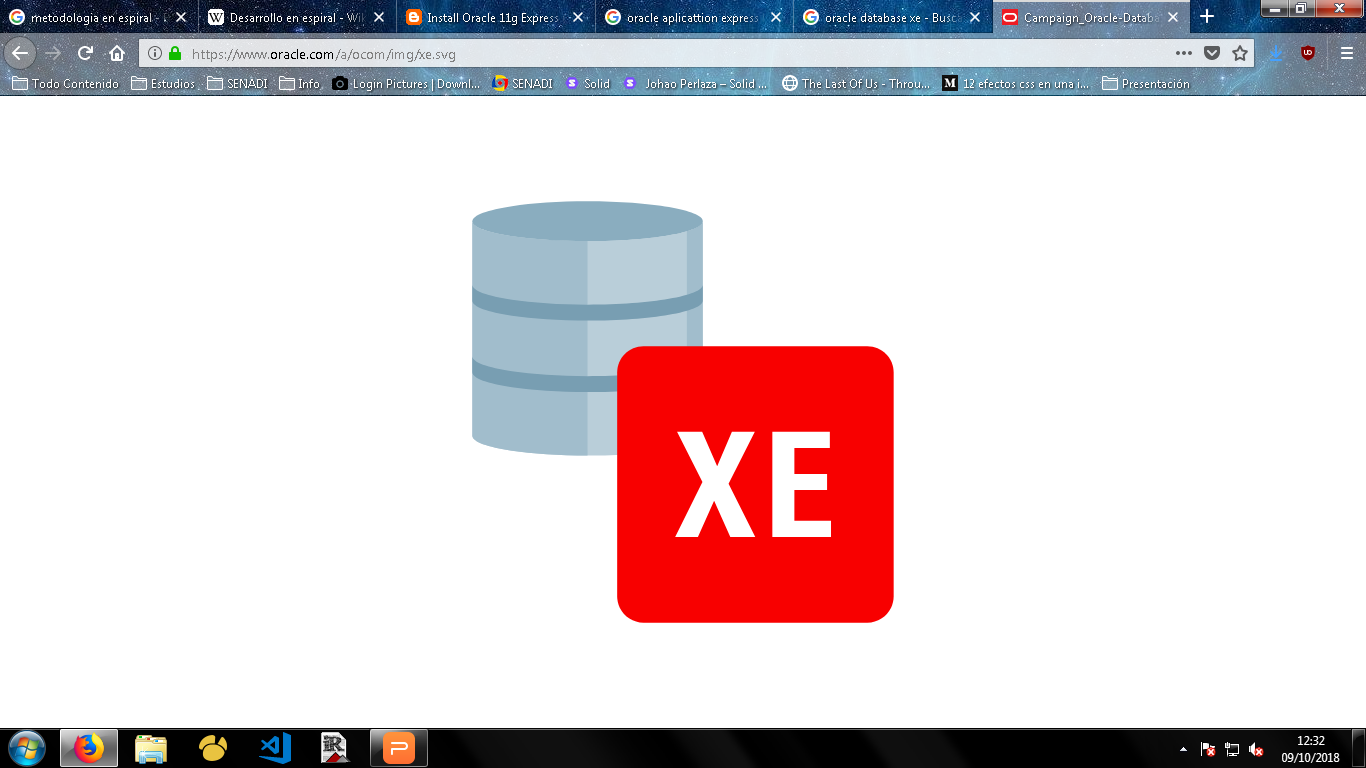 metodologia en espiral -
Desarrollo en espiral - Wi
Install Oracle 11g Express
oracle aplicattion express
oracle database xe - Busc
Campaign_Oracle-Databa
https://www.oracle.com/a/ocom/img/xe.svg
Todo Contenido
Estudios
SENADI
Info
Login Pictures | Downl...
SENADI
Solid
Johao Perlaza – Solid ...
The Last Of Us - Throu...
M
12 efectos css en una i...
Presentación
XE
12:32
09/10/2018